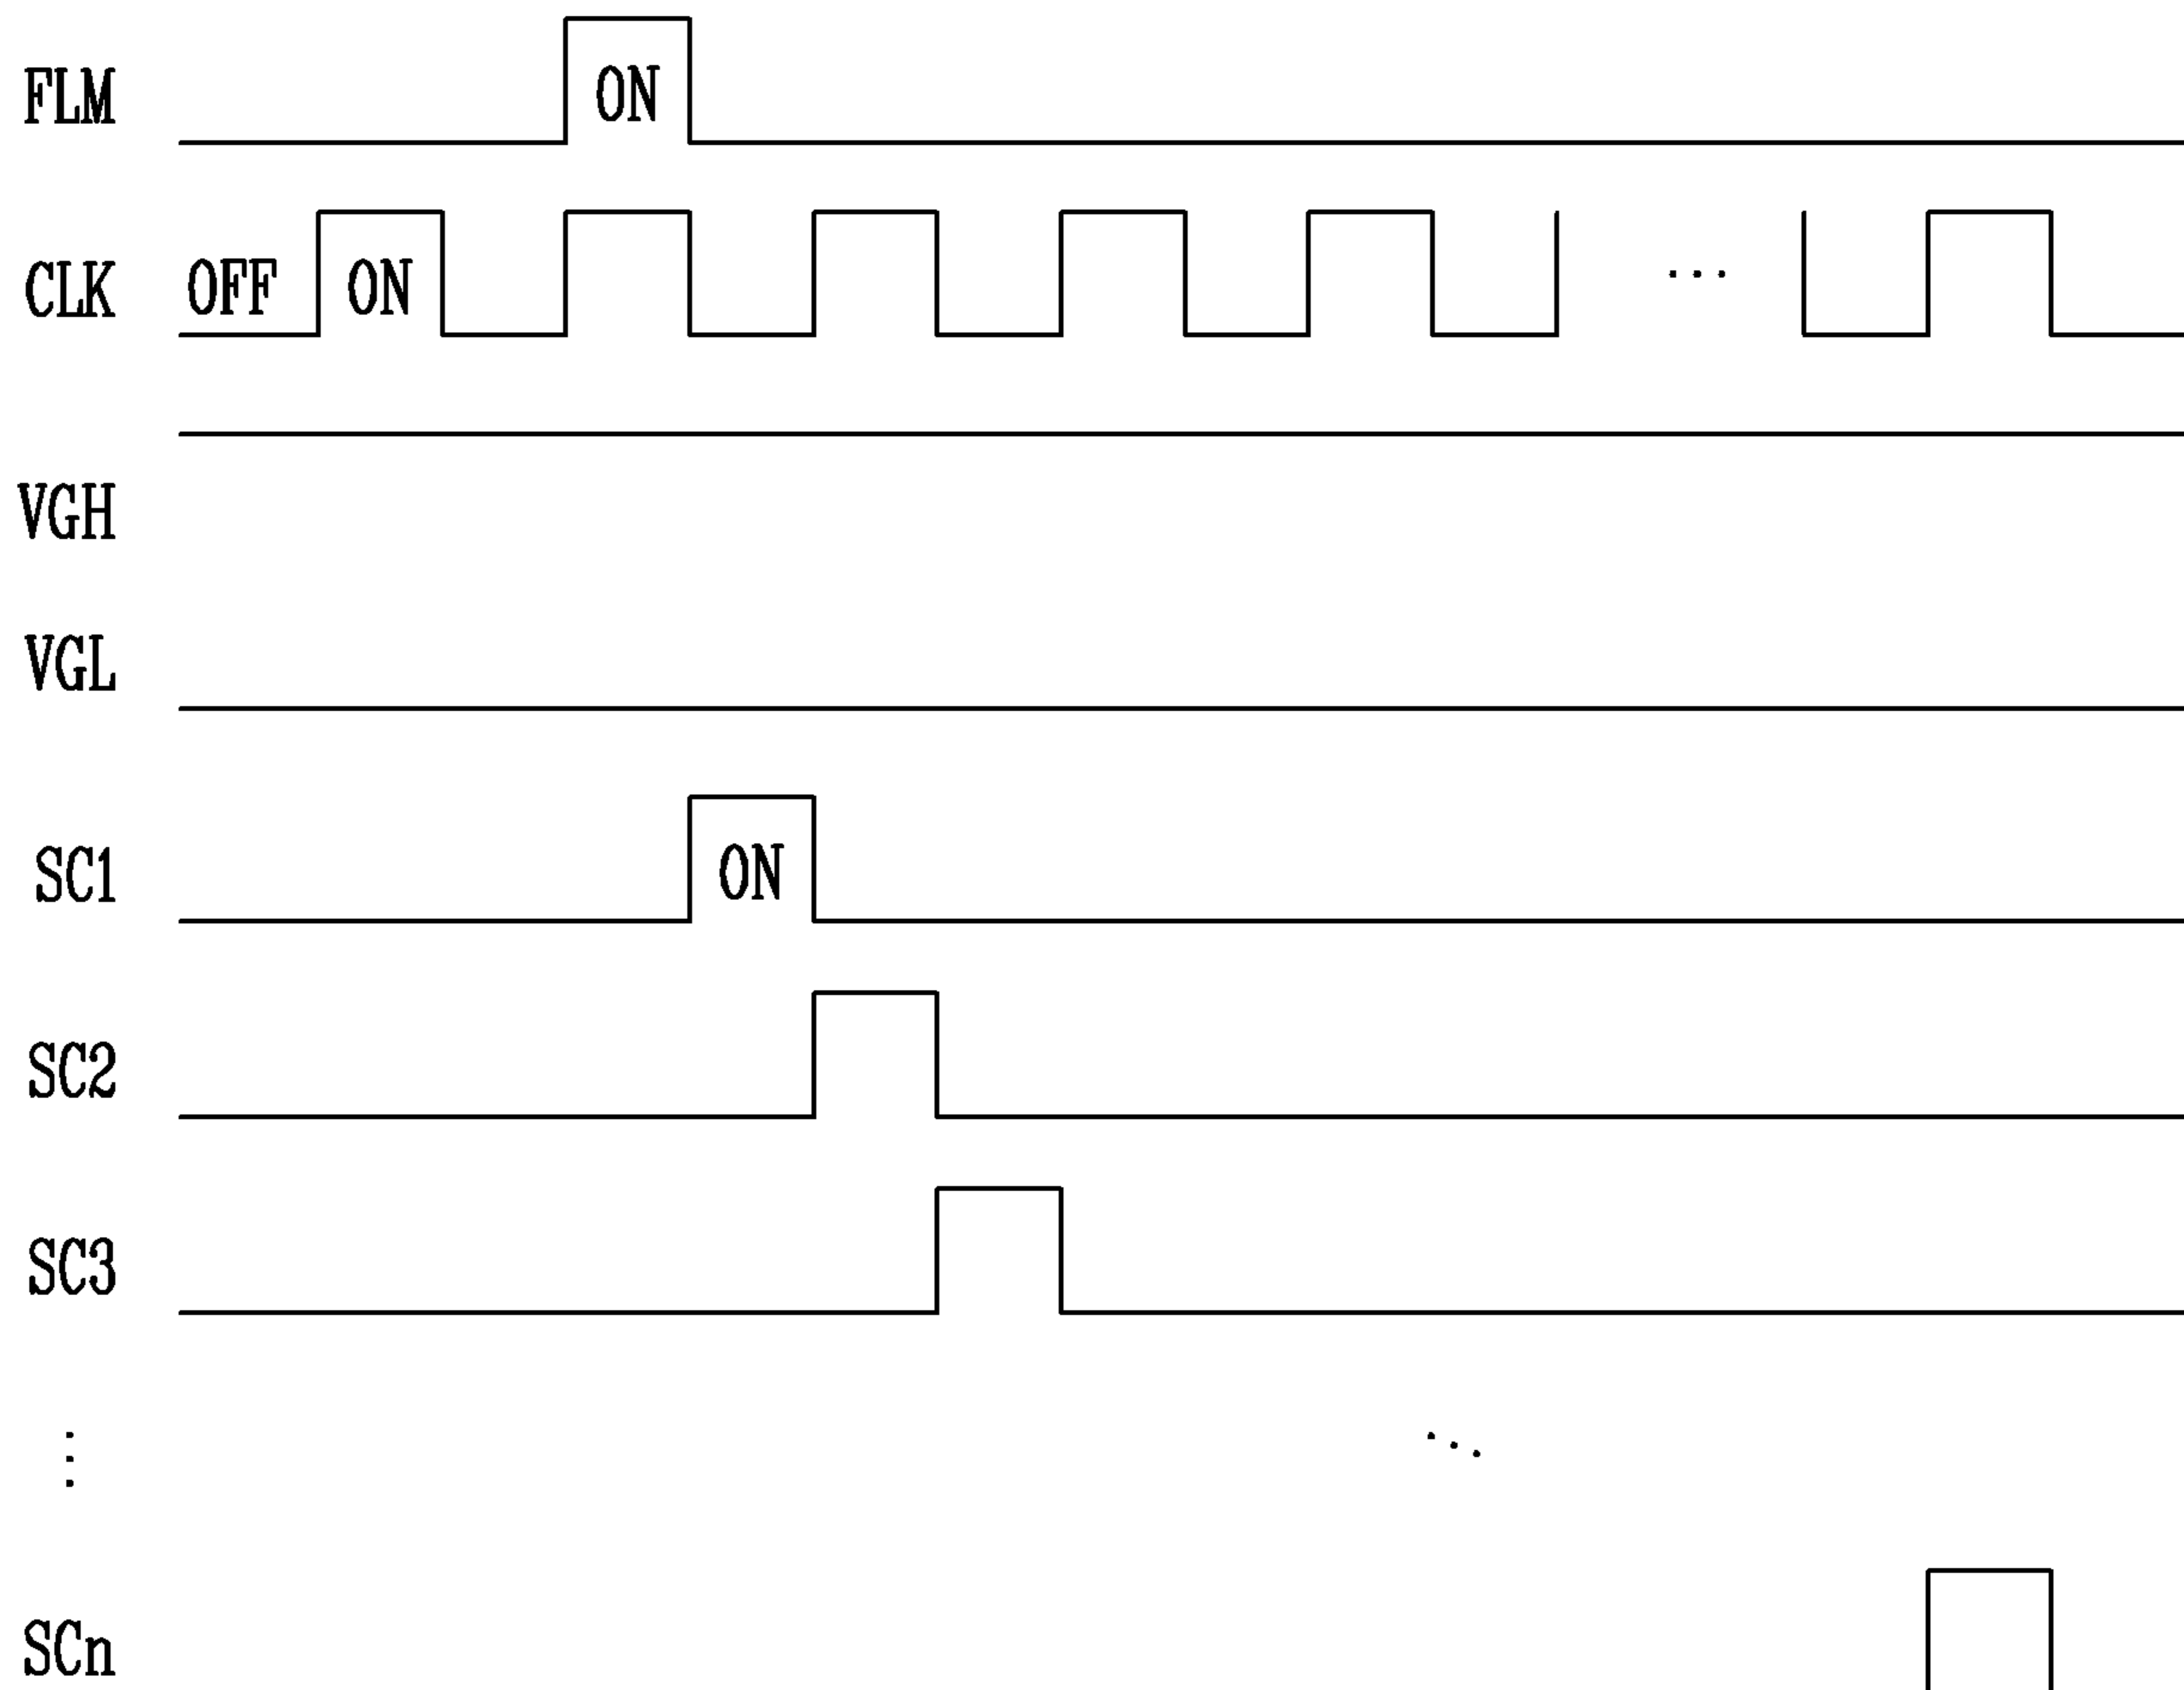 FLM ON
CLK OFF ON ...
VGH
VGL
SC1 ON
SC2
SC3
⋮ ⋱
SCn